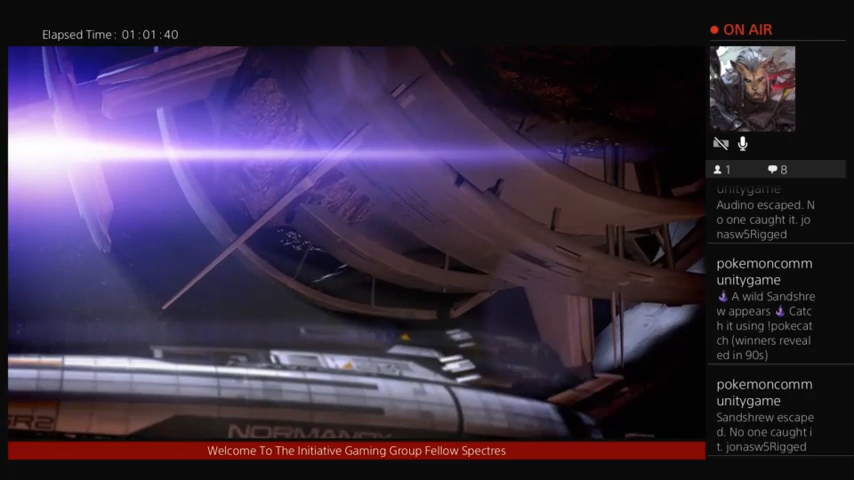 Elapsed Time: 01:01:40
ON AIR
1
8
unitygame
Audino escaped. N
o one caught it. jo
nasw5Rigged
pokemoncomm
unitygame
A wild Sandshre
w appears Catc
h it using !pokecat
ch (winners reveal
ed in 90s)
pokemoncomm
unitygame
Sandshrew escape
d. No one caught i
t. jonasw5Rigged
SR2
NORMANDY
Welcome To The Initiative Gaming Group Fellow Spectres